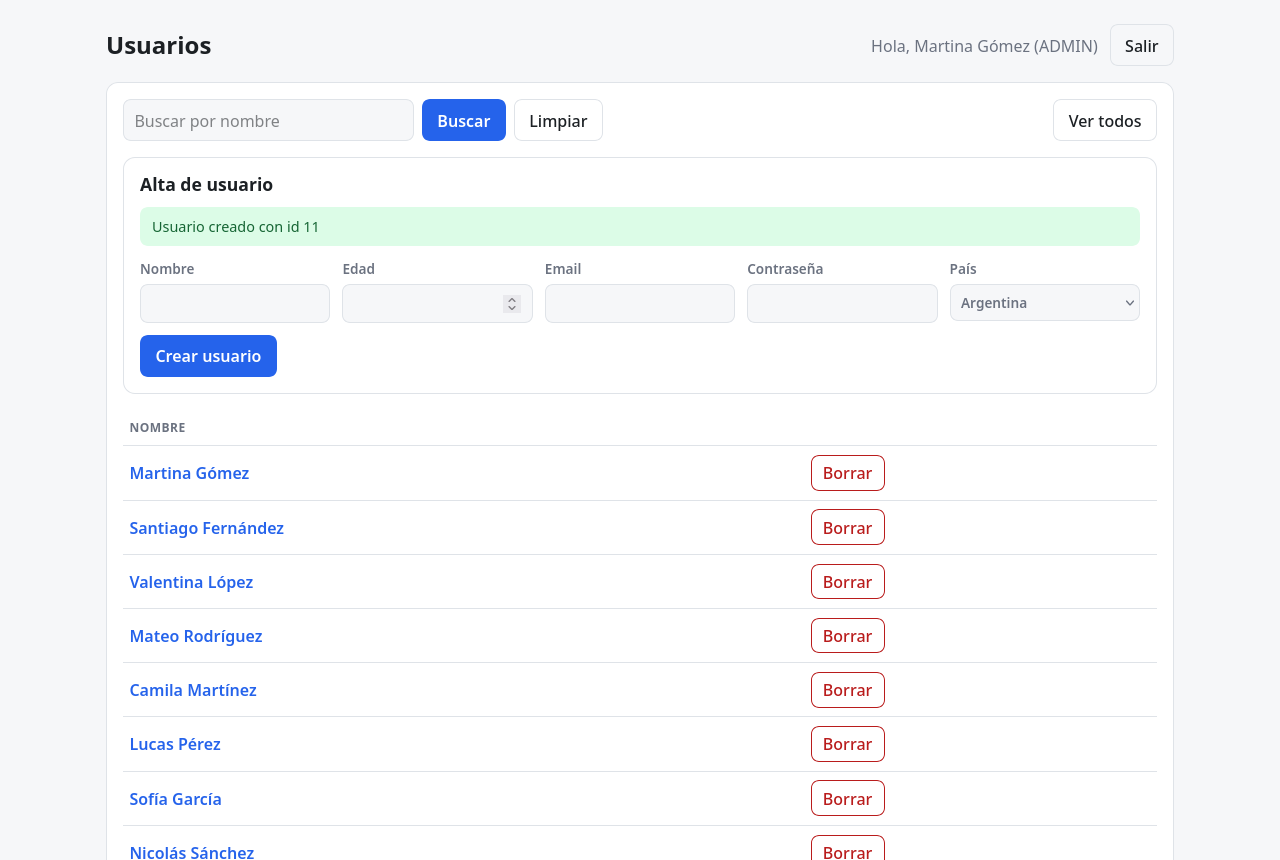 Usuarios
Hola, Martina Gómez (ADMIN)
Salir
Buscar por nombre
Buscar
Limpiar
Ver todos
Alta de usuario
Usuario creado con id 11
Nombre
Edad
Email
Contraseña
País
Argentina
Crear usuario
NOMBRE
Martina Gómez
Borrar
Santiago Fernández
Borrar
Valentina López
Borrar
Mateo Rodríguez
Borrar
Camila Martínez
Borrar
Lucas Pérez
Borrar
Sofía García
Borrar
Nicolás Sánchez
Borrar